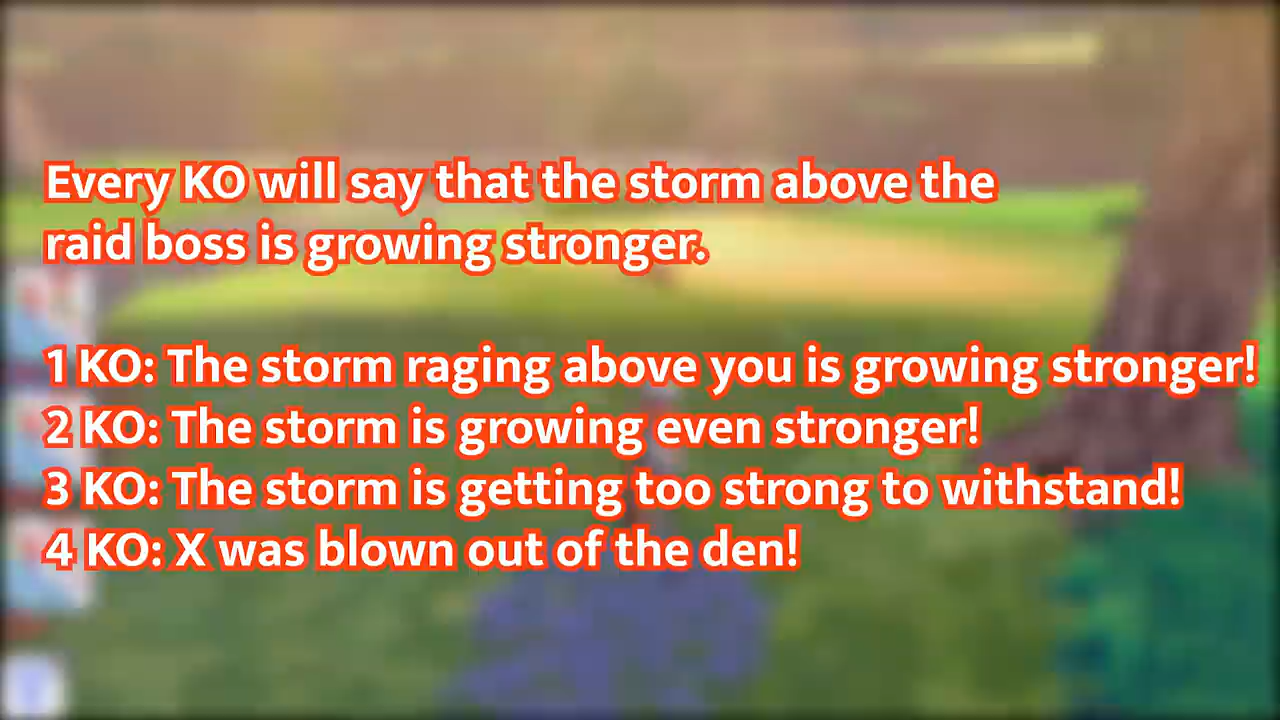 Every KO will say that the storm above the
raid boss is growing stronger.
1 KO: The storm raging above you is growing stronger!
2 KO: The storm is growing even stronger!
3 KO: The storm is getting too strong to withstand!
4 KO: X was blown out of the den!